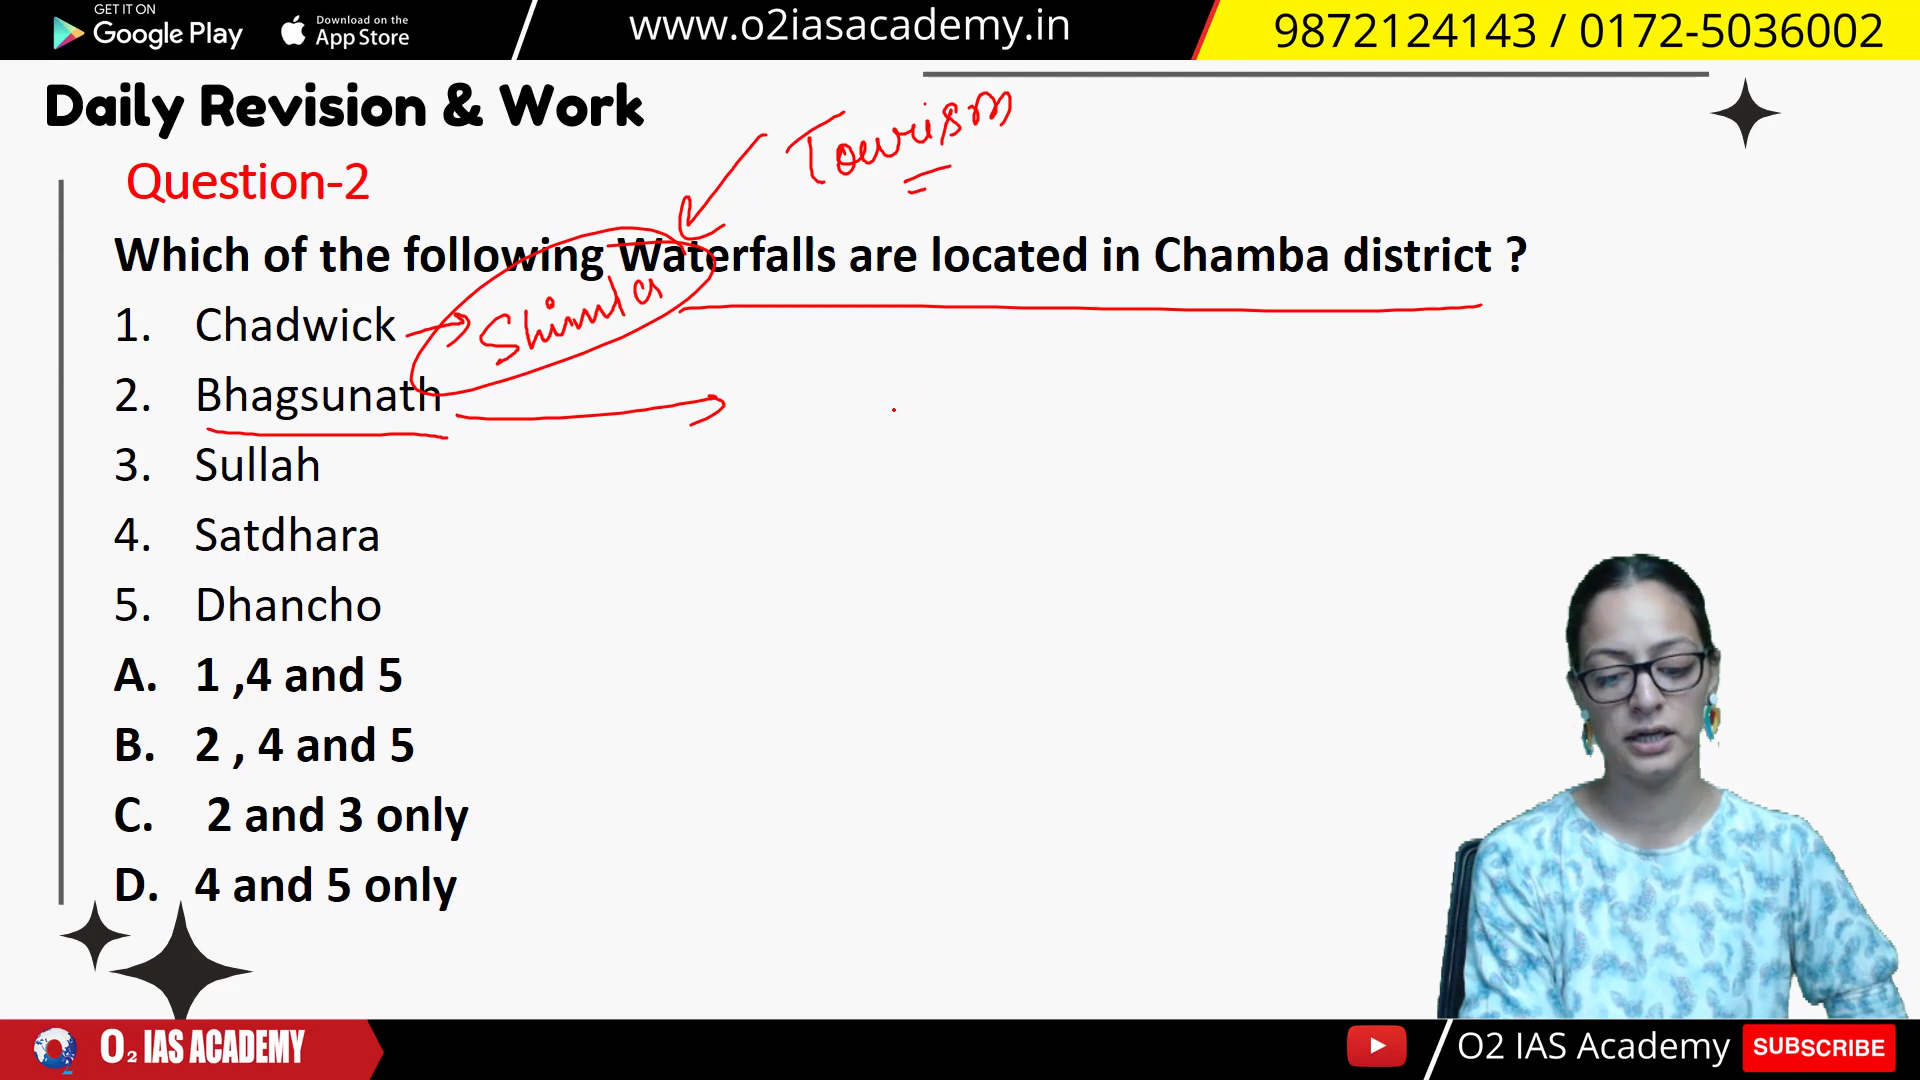 GET IT ON
Google Play
Download on the
App Store
www.o2iasacademy.in
9872124143 / 0172-5036002
Daily Revision & Work
Tourism
Question-2
Which of the following Waterfalls are located in Chamba district ?
1. Chadwick
Shimla
2. Bhagsunath
3. Sullah
4. Satdhara
5. Dhancho
A. 1 ,4 and 5
B. 2 , 4 and 5
C. 2 and 3 only
D. 4 and 5 only
O2 IAS ACADEMY
O2 IAS Academy
SUBSCRIBE